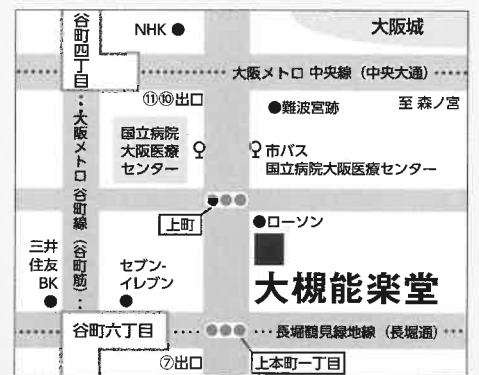 NHK
大阪城
谷町四丁目
大阪メトロ 中央線（中央大通）
⑪⑩出口
難波宮跡
至 森ノ宮
国立病院
大阪医療
センター
市バス
国立病院大阪医療センター
大阪メトロ 谷町線（谷町筋）
上町
ローソン
三井
住友
BK
セブン-
イレブン
大槻能楽堂
谷町六丁目
長堀鶴見緑地線（長堀通）
⑦出口
上本町一丁目